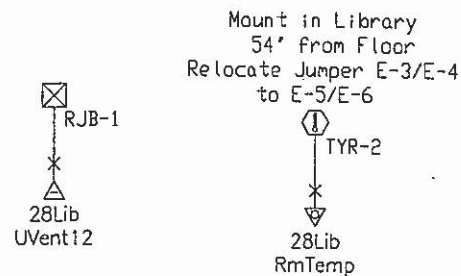 Mount in Library
54' from Floor
Relocate Jumper E-3/E-4
to E-5/E-6
RJB-1
TYR-2
28Lib
UVent12
28Lib
RmTemp